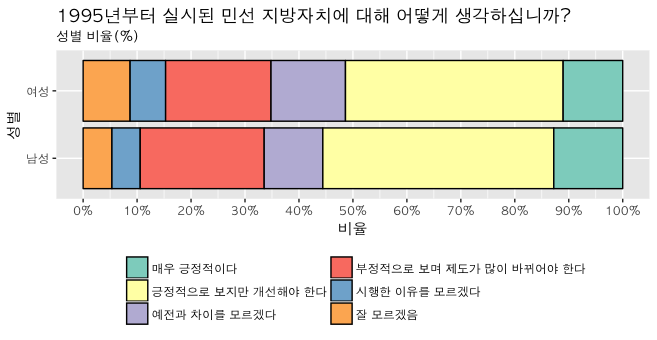 1995년부터 실시된 민선 지방자치에 대해 어떻게 생각하십니까?
성별 비율(%)
여성
남성
성별
0% 10% 20% 30% 40% 50% 60% 70% 80% 90% 100%
비율
매우 긍정적이다 부정적으로 보며 제도가 많이 바뀌어야 한다
긍정적으로 보지만 개선해야 한다 시행한 이유를 모르겠다
예전과 차이를 모르겠다 잘 모르겠음